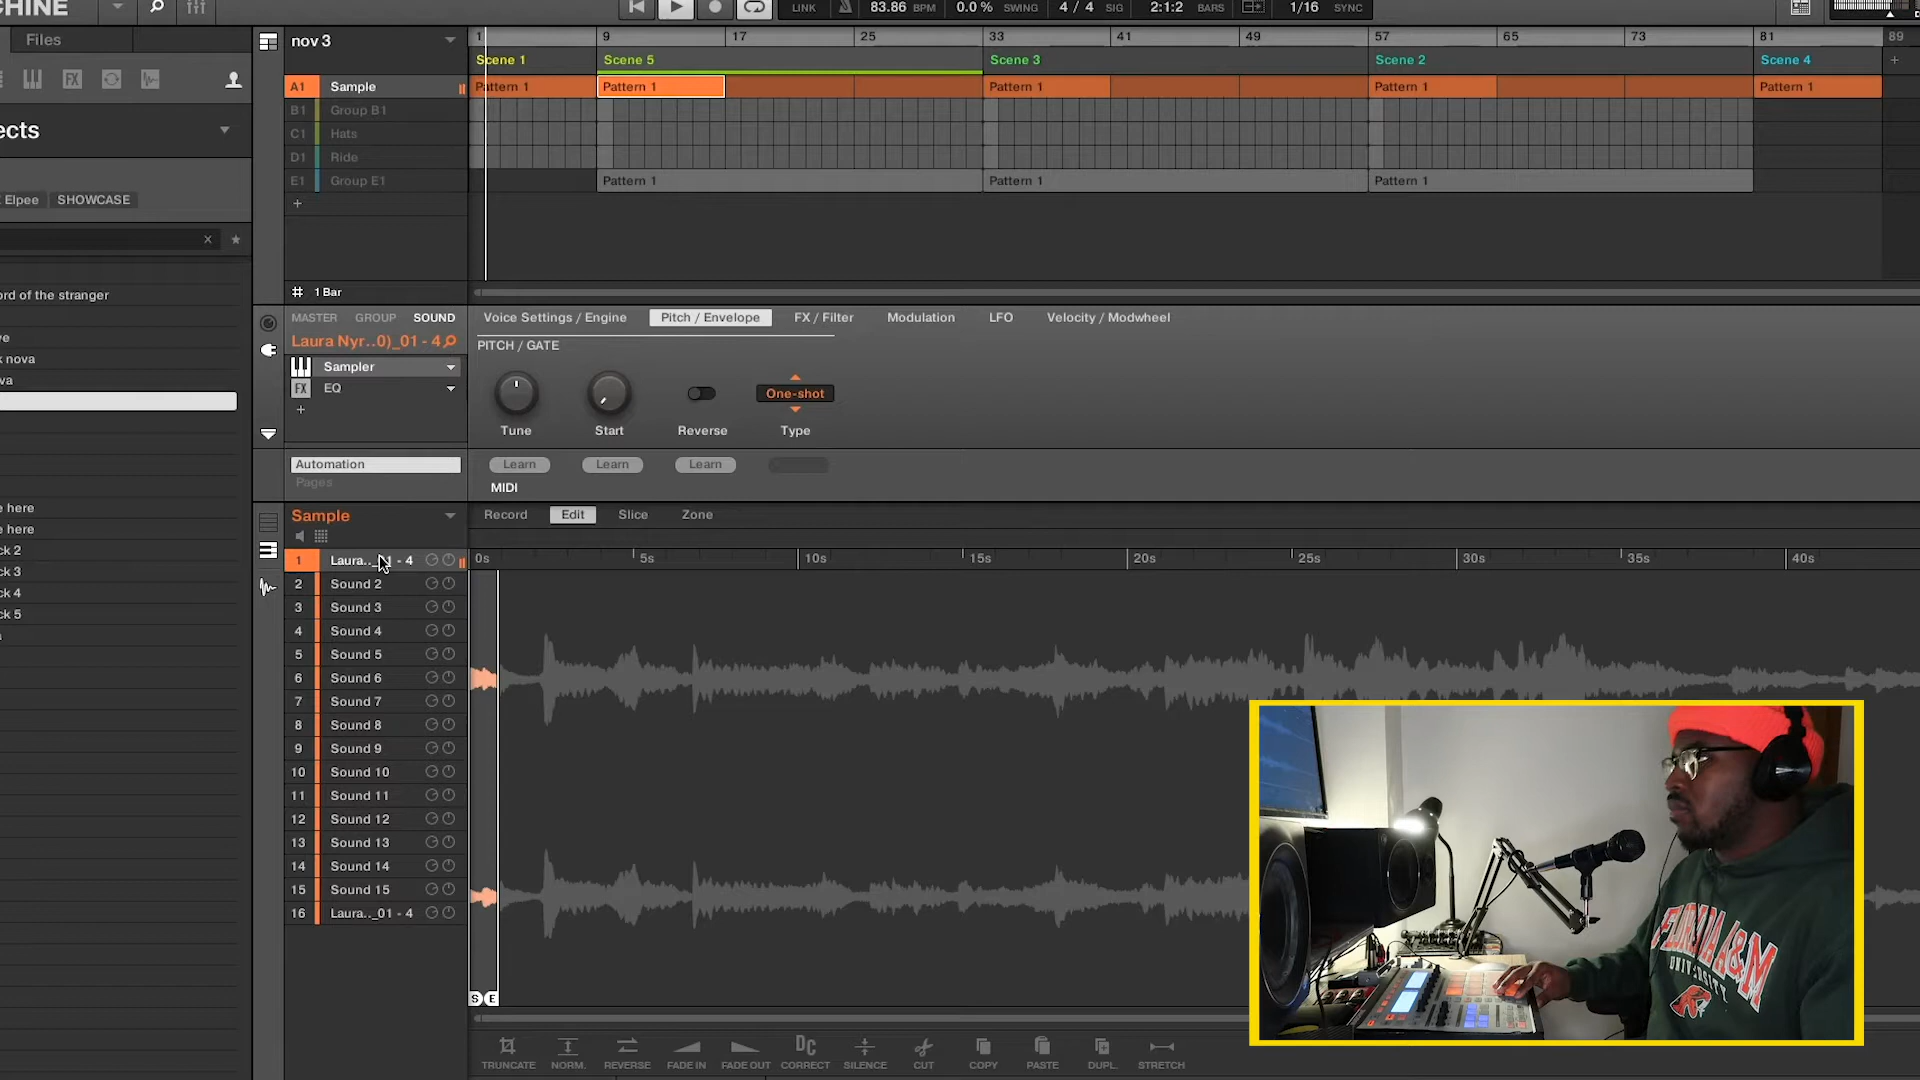 CHINE
LINK 83.86 BPM 0.0 % SWING 4 / 4 SIG 2:1:2 BARS 1/16 SYNC
Files nov 3 1 9 17 25 33 41 49 57 65 73 81 89
Scene 1 Scene 5 Scene 3 Scene 2 Scene 4 +
A1 Sample Pattern 1 Pattern 1 Pattern 1 Pattern 1 Pattern 1
B1 Group B1
ects C1 Hats
D1 Ride
E1 Group E1 Pattern 1 Pattern 1 Pattern 1
Elpee SHOWCASE
+
ord of the stranger
1 Bar
MASTER GROUP SOUND Voice Settings / Engine Pitch / Envelope FX / Filter Modulation LFO Velocity / Modwheel
Laura Nyr..0)_01 - 4 PITCH / GATE
nova
Sampler
FX EQ
+
One-shot
Tune Start Reverse Type
Automation Learn Learn Learn
Pages
MIDI
e here
e here
ck 2
ck 3
ck 4
ck 5
Sample Record Edit Slice Zone
1 Laura.._01 - 4 0s 5s 10s 15s 20s 25s 30s 35s 40s
2 Sound 2
3 Sound 3
4 Sound 4
5 Sound 5
6 Sound 6
7 Sound 7
8 Sound 8
9 Sound 9
10 Sound 10
11 Sound 11
12 Sound 12
13 Sound 13
14 Sound 14
15 Sound 15
16 Laura.._01 - 4
S E
TRUNCATE NORM. REVERSE FADE IN FADE OUT DC CORRECT SILENCE CUT COPY PASTE DUPL. STRETCH
FLORIDA A&M
UNIVERSITY